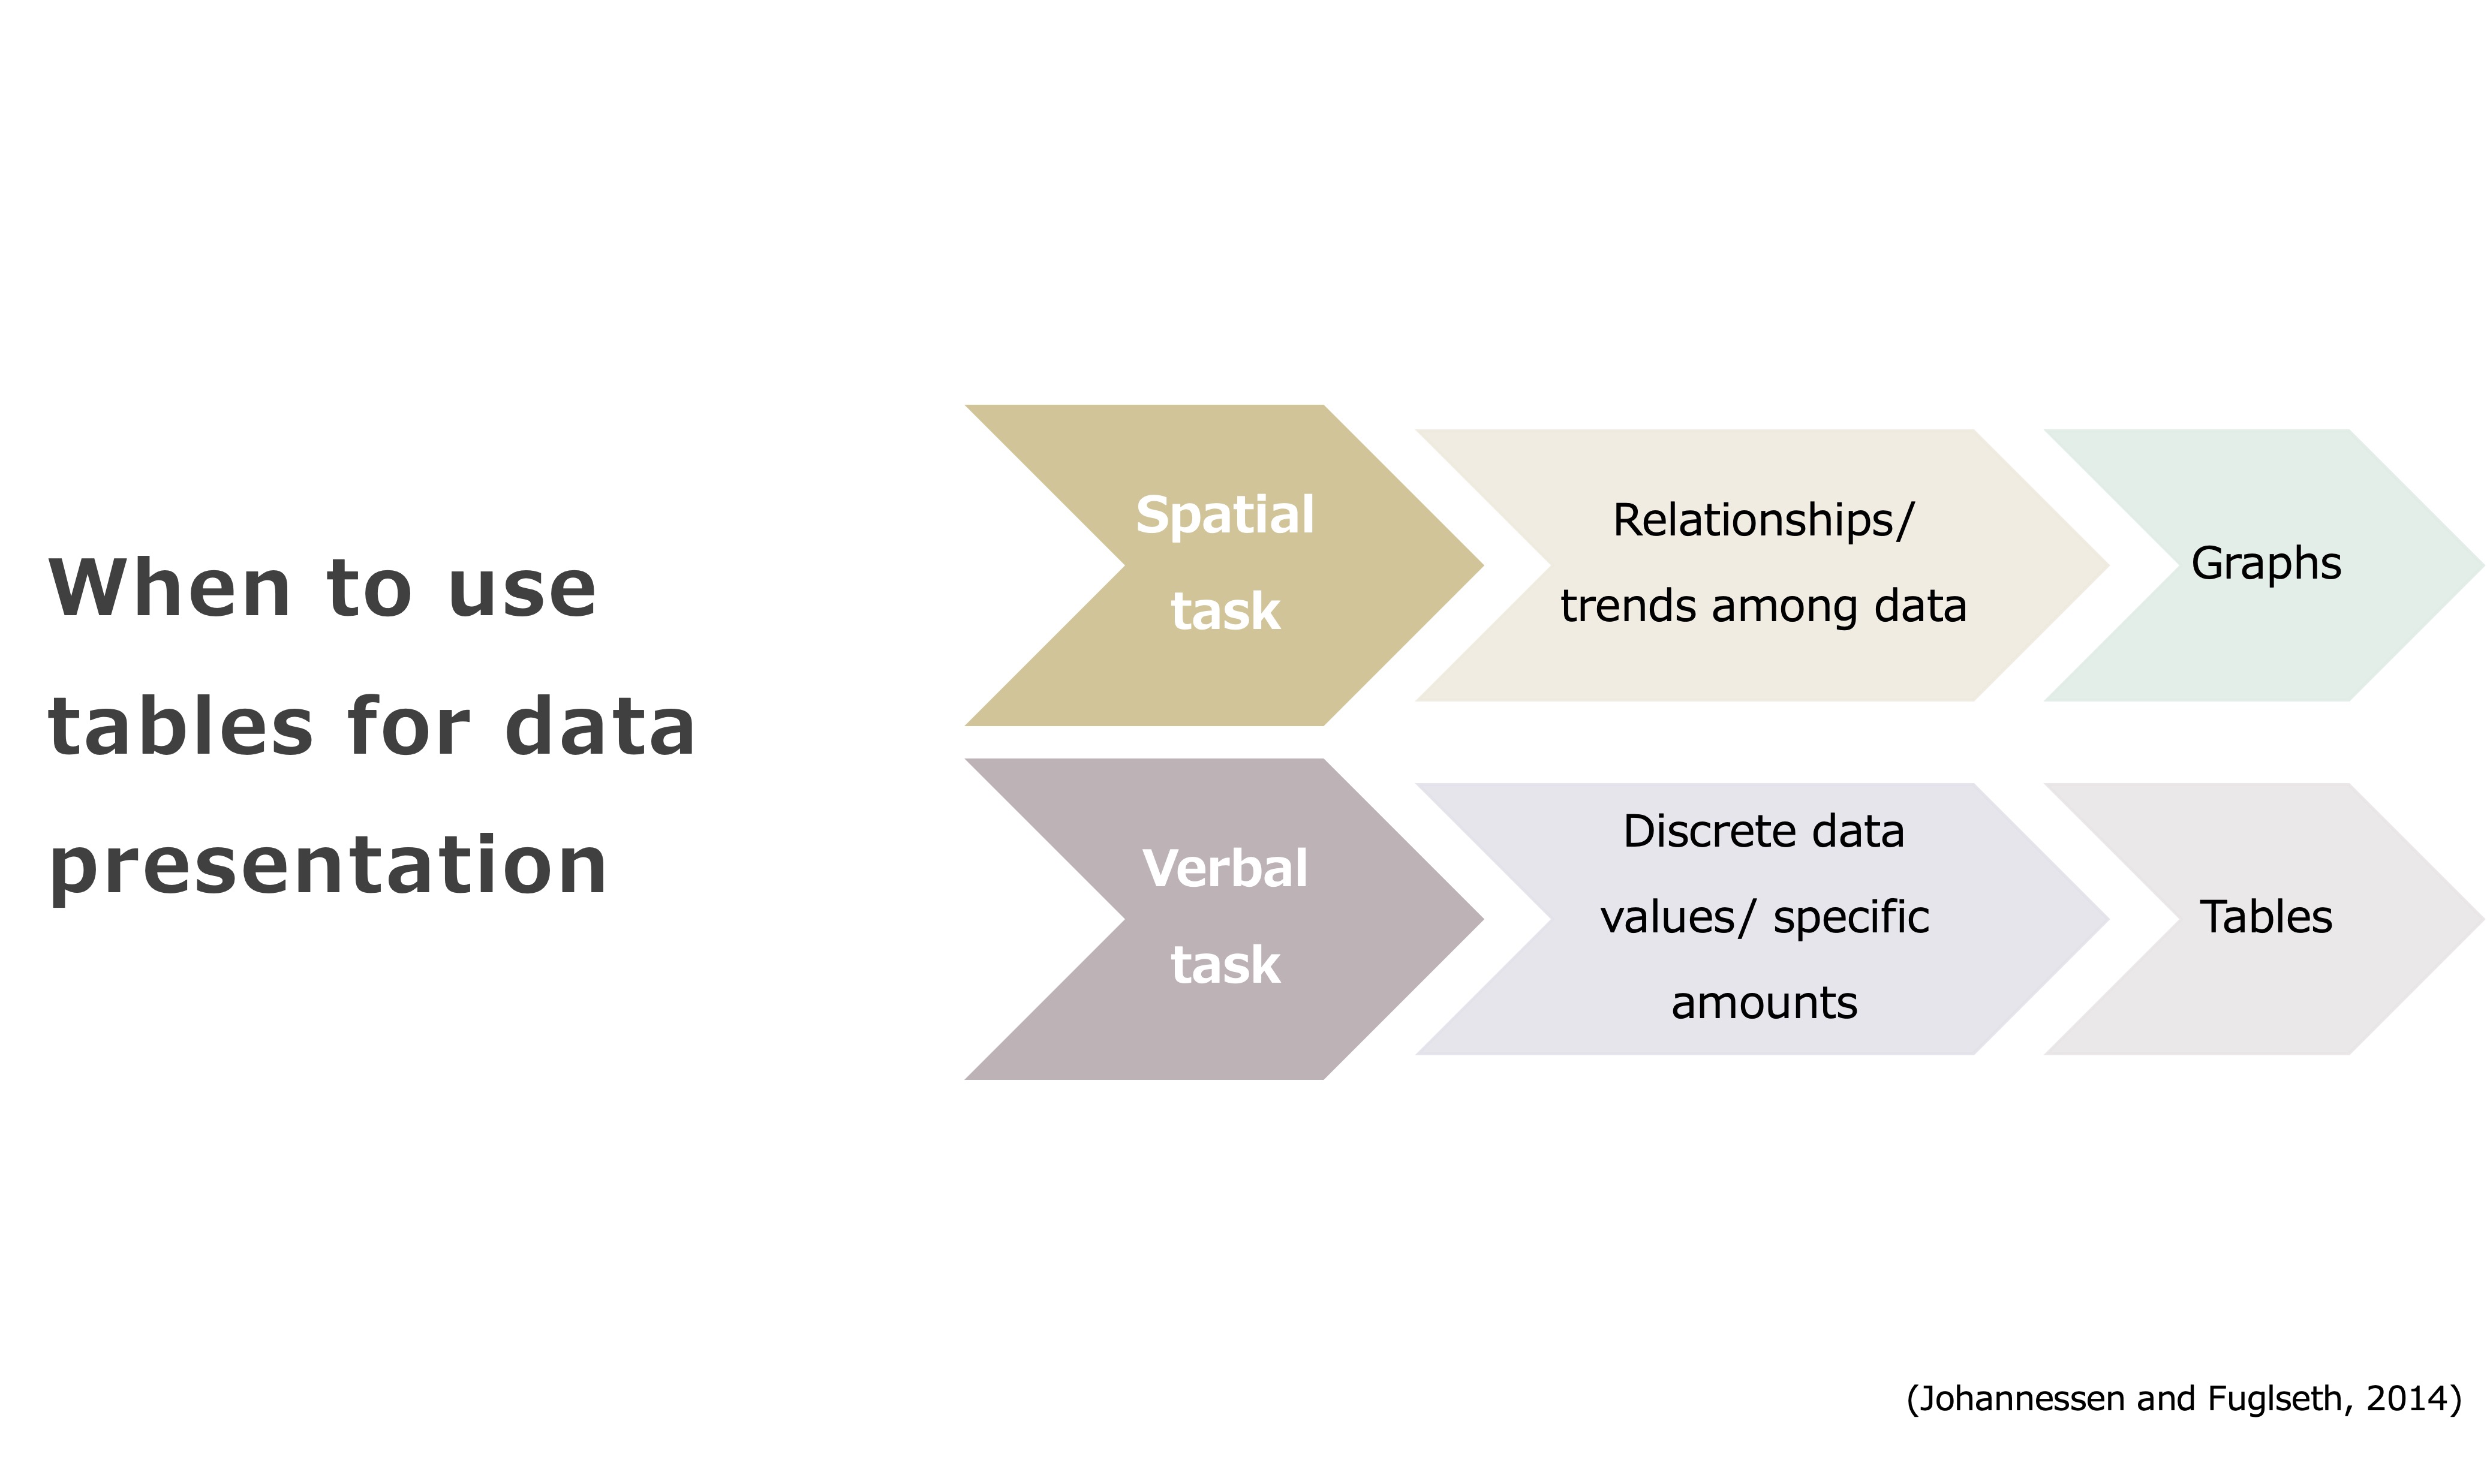 When to use
tables for data
presentation
Spatial
task
Relationships/
trends among data
Graphs
Verbal
task
Discrete data
values/ specific
amounts
Tables
(Johannessen and Fuglseth, 2014)